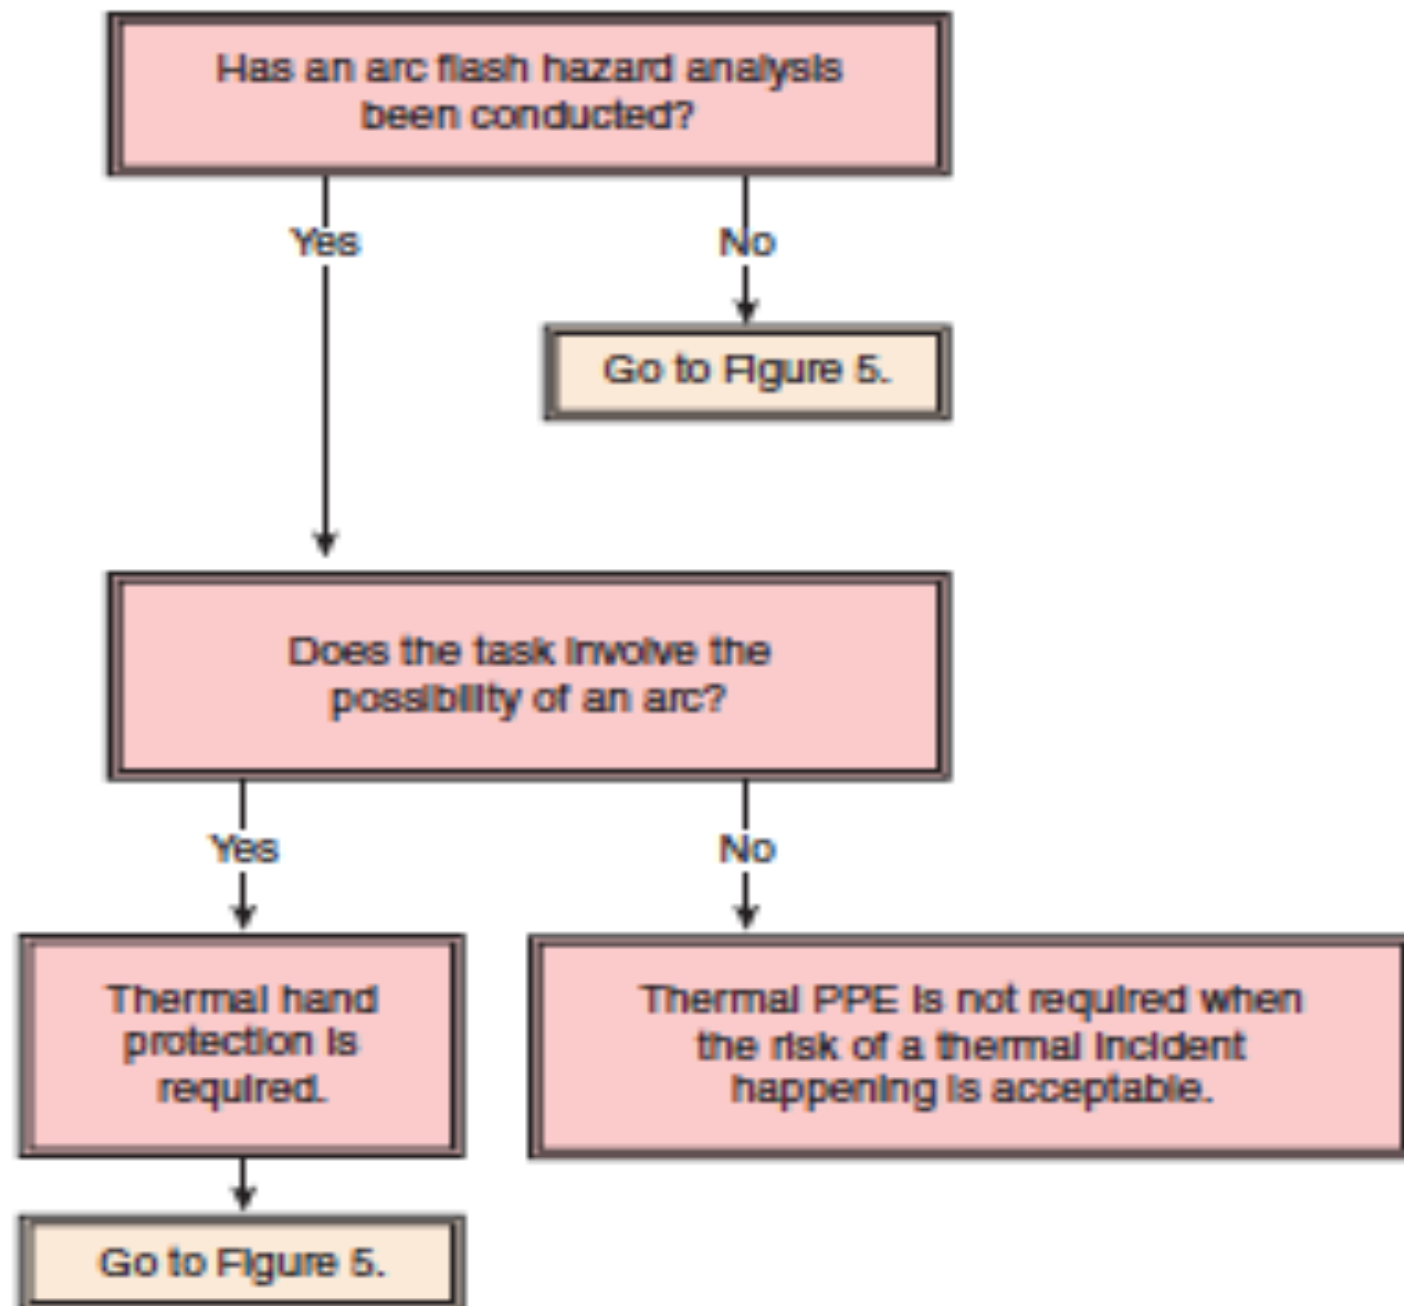 Has an arc flash hazard analysis
been conducted?
Yes
No
Go to Figure 5.
Does the task involve the
possibility of an arc?
Yes
No
Thermal hand
protection is
required.
Thermal PPE is not required when
the risk of a thermal incident
happening is acceptable.
Go to Figure 5.